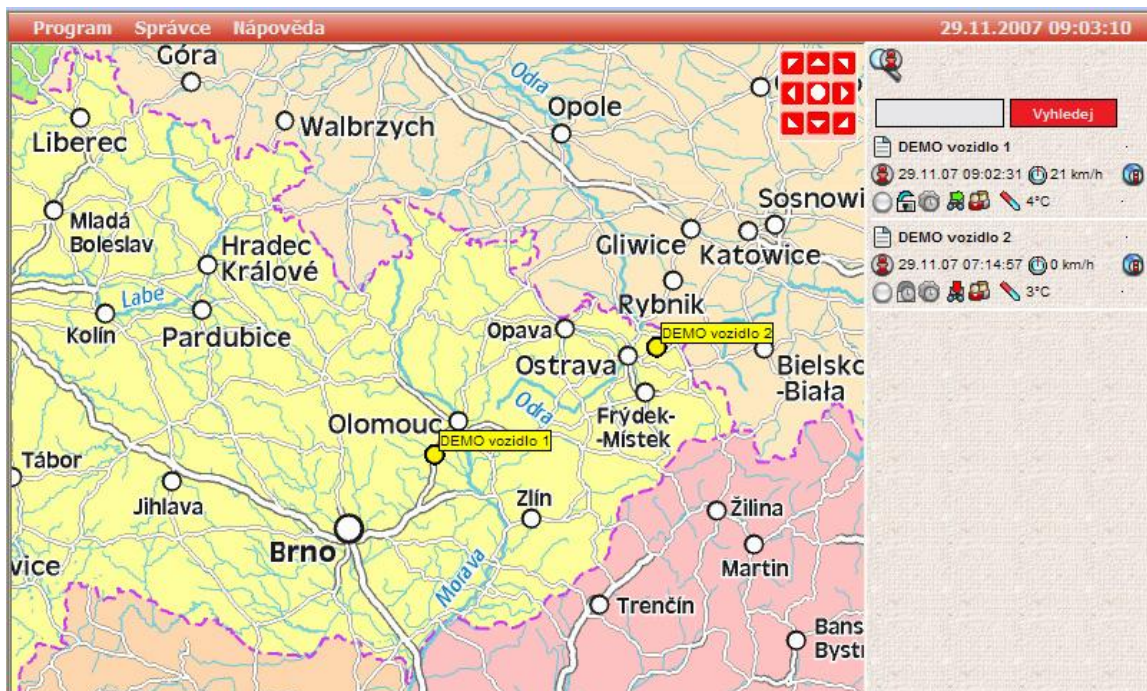 Program Správce Nápověda 29.11.2007 09:03:10
Góra
Liberec
Walbrzych
Odra
Opole
Mladá
Boleslav
Hradec
Králové
Labe
Kolín
Pardubice
Sosnowi
Gliwice
Katowice
Rybnik
Opava
DEMO vozidlo 2
Ostrava
Bielsko
-Biała
Odra
Frýdek-
-Místek
Olomouc
DEMO vozidlo 1
Tábor
Jihlava
Zlín
Žilina
Brno
vice
Morava
Martin
Trenčín
Bans
Bystr
Vyhledej
DEMO vozidlo 1
29.11.07 09:02:31 21 km/h
4°C
DEMO vozidlo 2
29.11.07 07:14:57 0 km/h
3°C